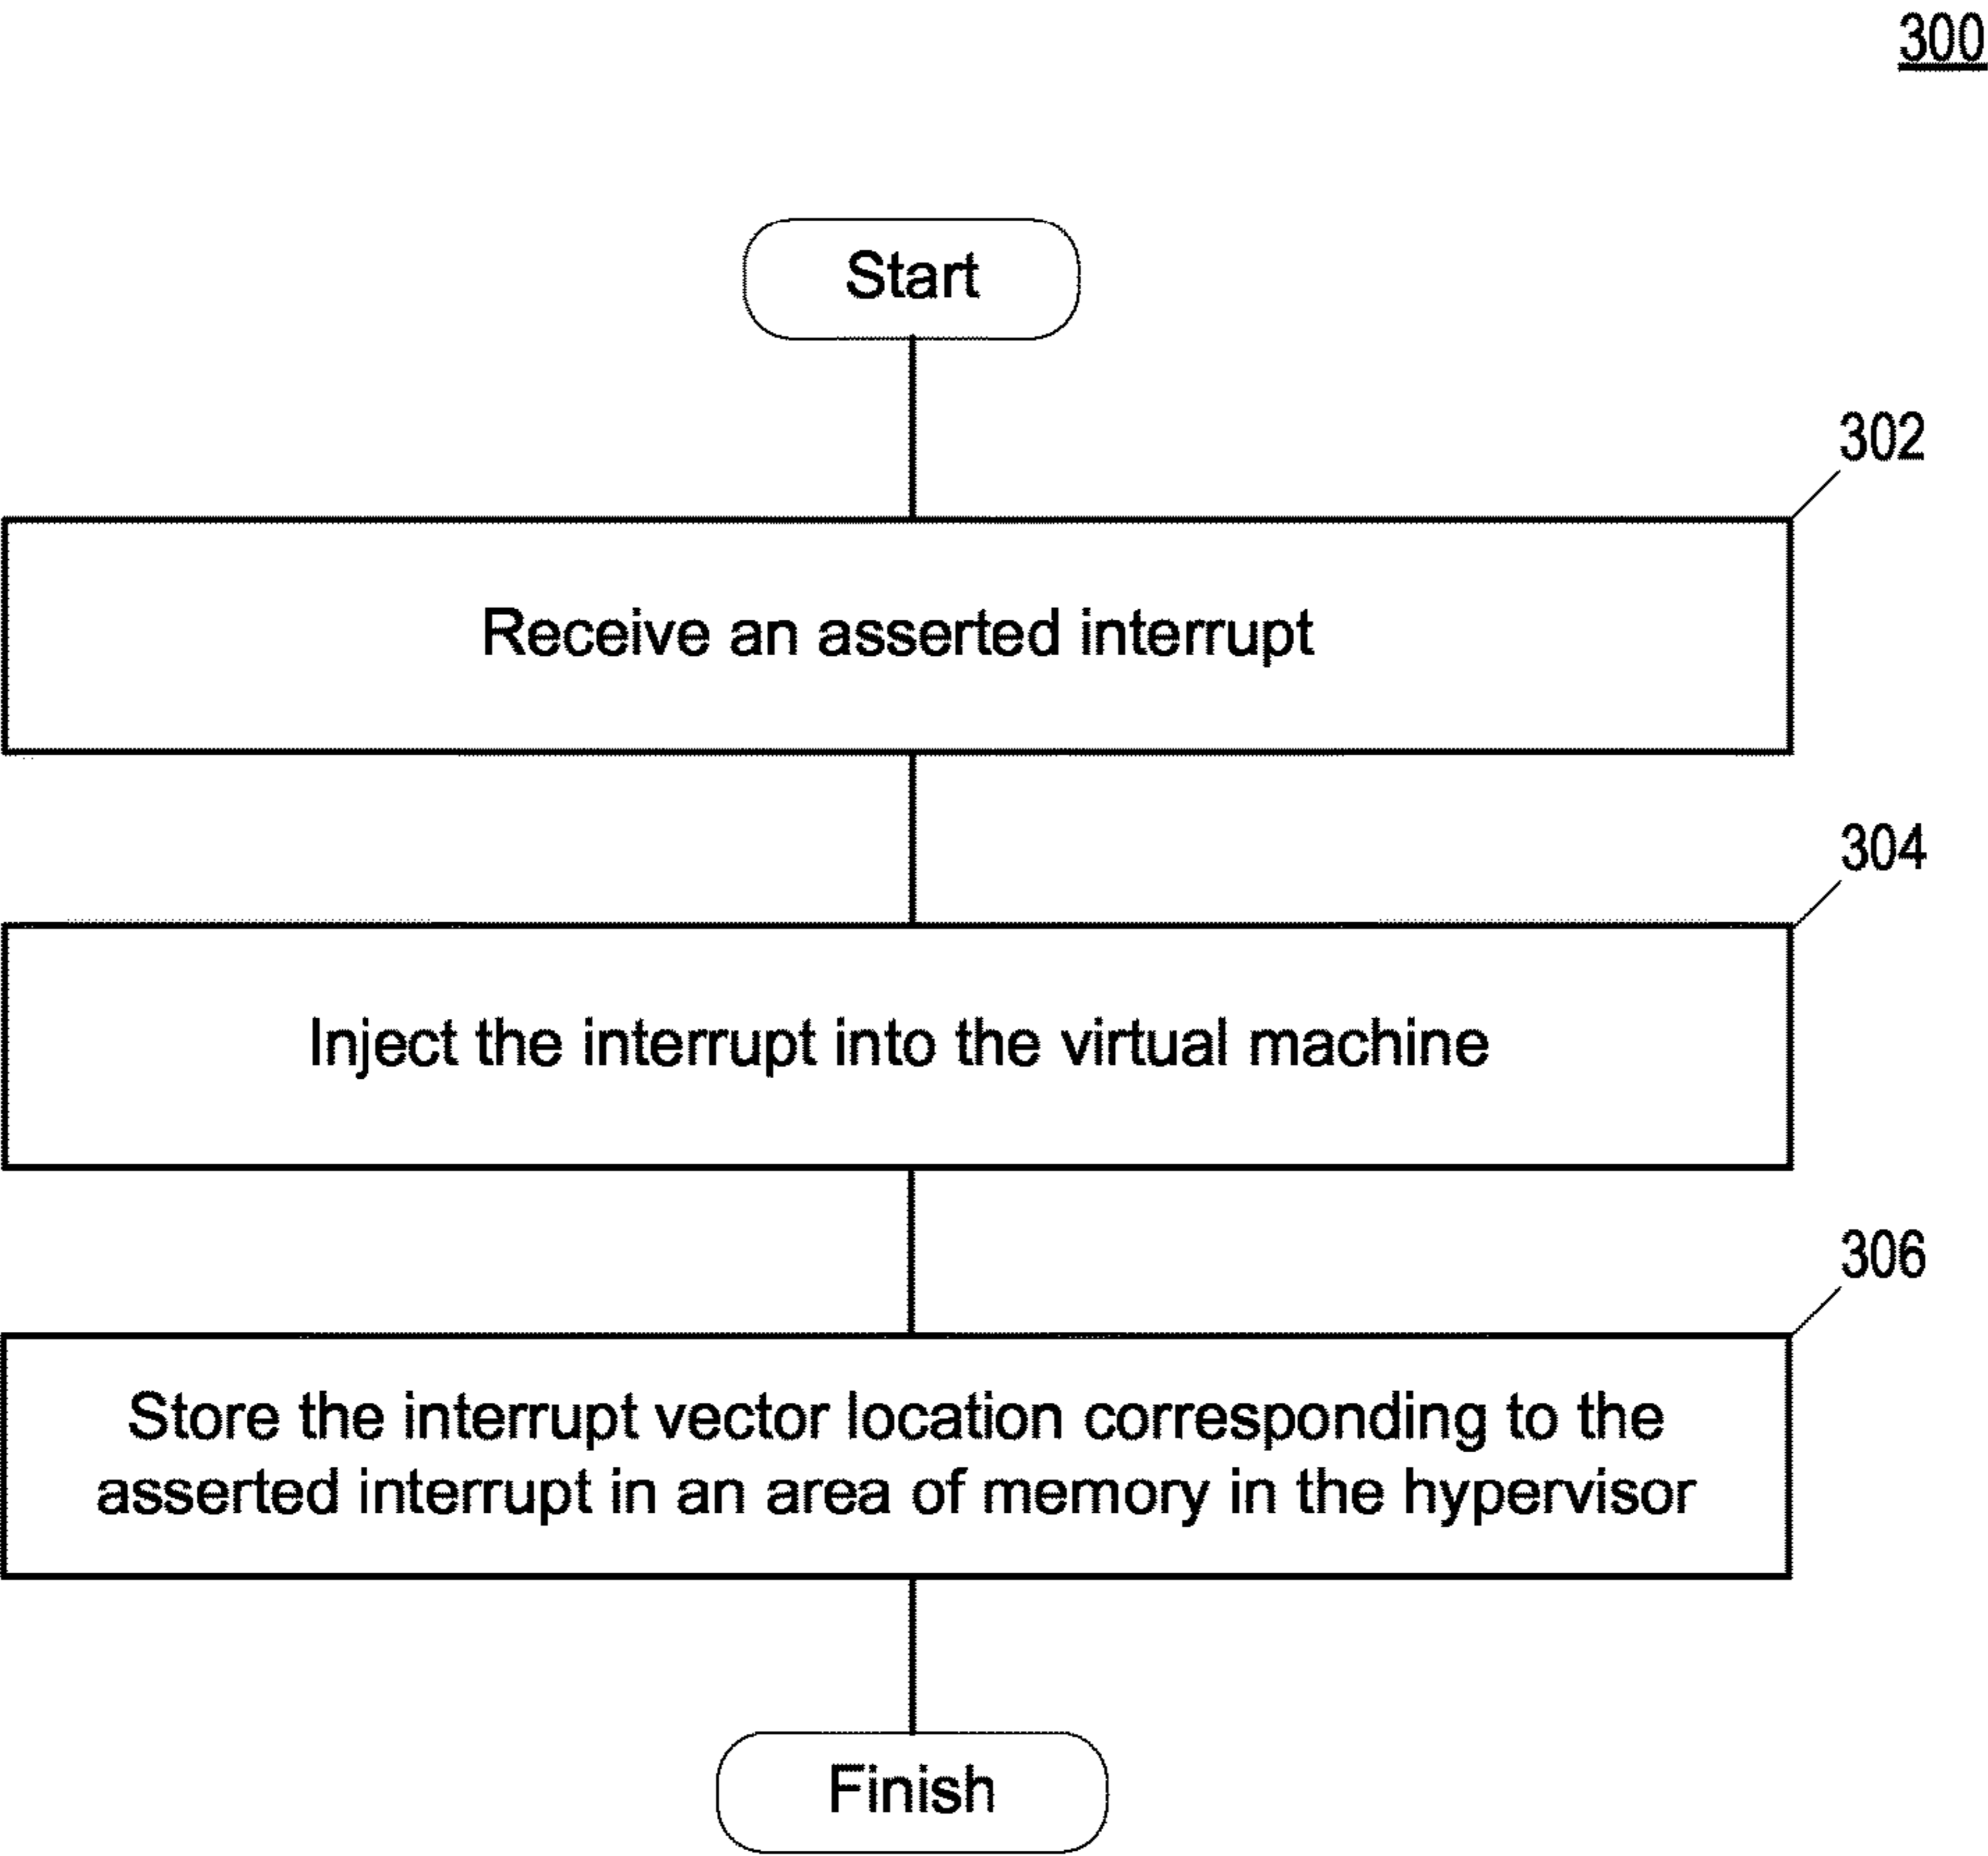 300
Start
302
Receive an asserted interrupt
304
Inject the interrupt into the virtual machine
306
Store the interrupt vector location corresponding to the
asserted interrupt in an area of memory in the hypervisor
Finish